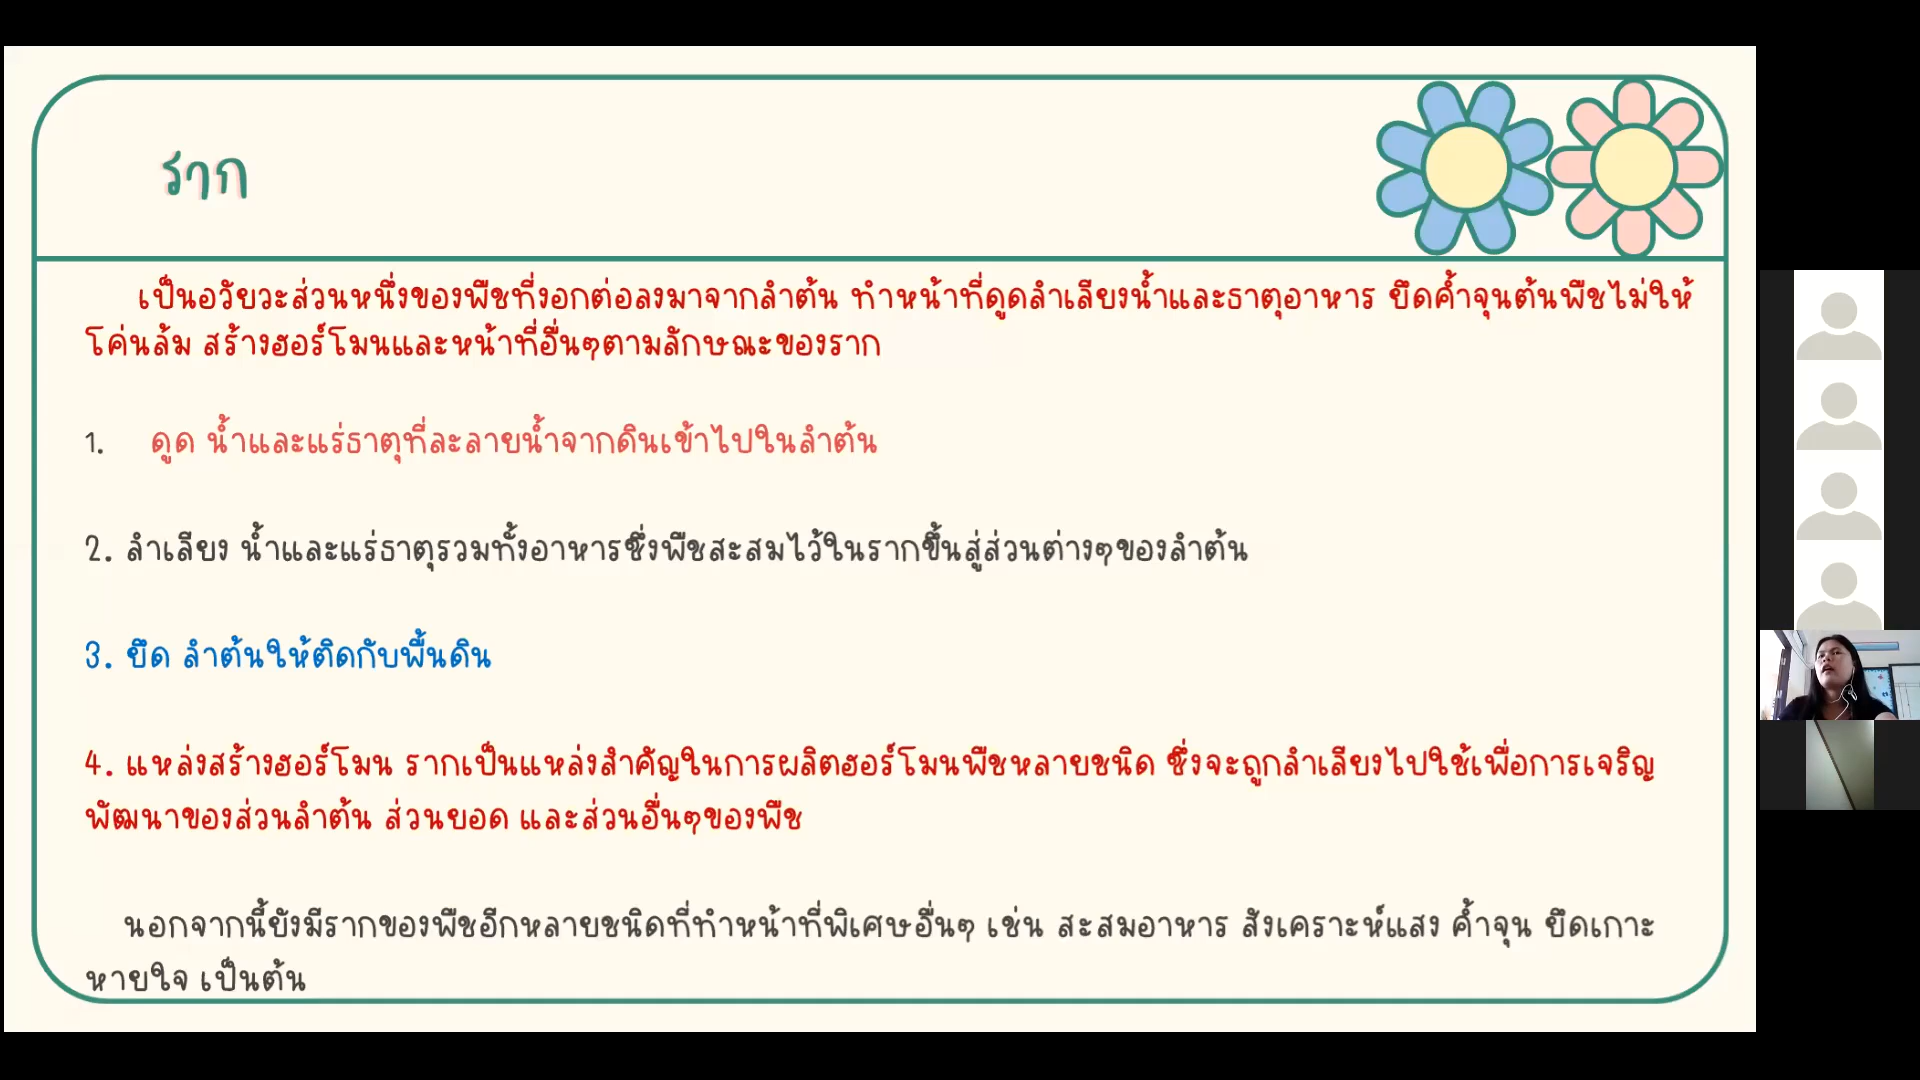 ราก
เป็นอวัยวะส่วนหนึ่งของพืชที่งอกต่อลงมาจากลำต้น ทำหน้าที่ดูดลำเลียงน้ำและธาตุอาหาร ยึดค้ำจุนต้นพืชไม่ให้
โค่นล้ม สร้างฮอร์โมนและหน้าที่อื่นๆตามลักษณะของราก
1. ดูด น้ำและแร่ธาตุที่ละลายน้ำจากดินเข้าไปในลำต้น
2. ลำเลียง น้ำและแร่ธาตุรวมทั้งอาหารซึ่งพืชสะสมไว้ในรากขึ้นสู่ส่วนต่างๆของลำต้น
3. ยึด ลำต้นให้ติดกับพื้นดิน
4. แหล่งสร้างฮอร์โมน รากเป็นแหล่งสำคัญในการผลิตฮอร์โมนพืชหลายชนิด ซึ่งจะถูกลำเลียงไปใช้เพื่อการเจริญ
พัฒนาของส่วนลำต้น ส่วนยอด และส่วนอื่นๆของพืช
นอกจากนี้ยังมีรากของพืชอีกหลายชนิดที่ทำหน้าที่พิเศษอื่นๆ เช่น สะสมอาหาร สังเคราะห์แสง ค้ำจุน ยึดเกาะ
หายใจ เป็นต้น